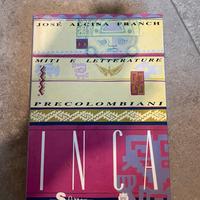 JOSÉ ALCINA FRANCH
MITI E LETTERATURE
PRECOLOMBIANI
INCA